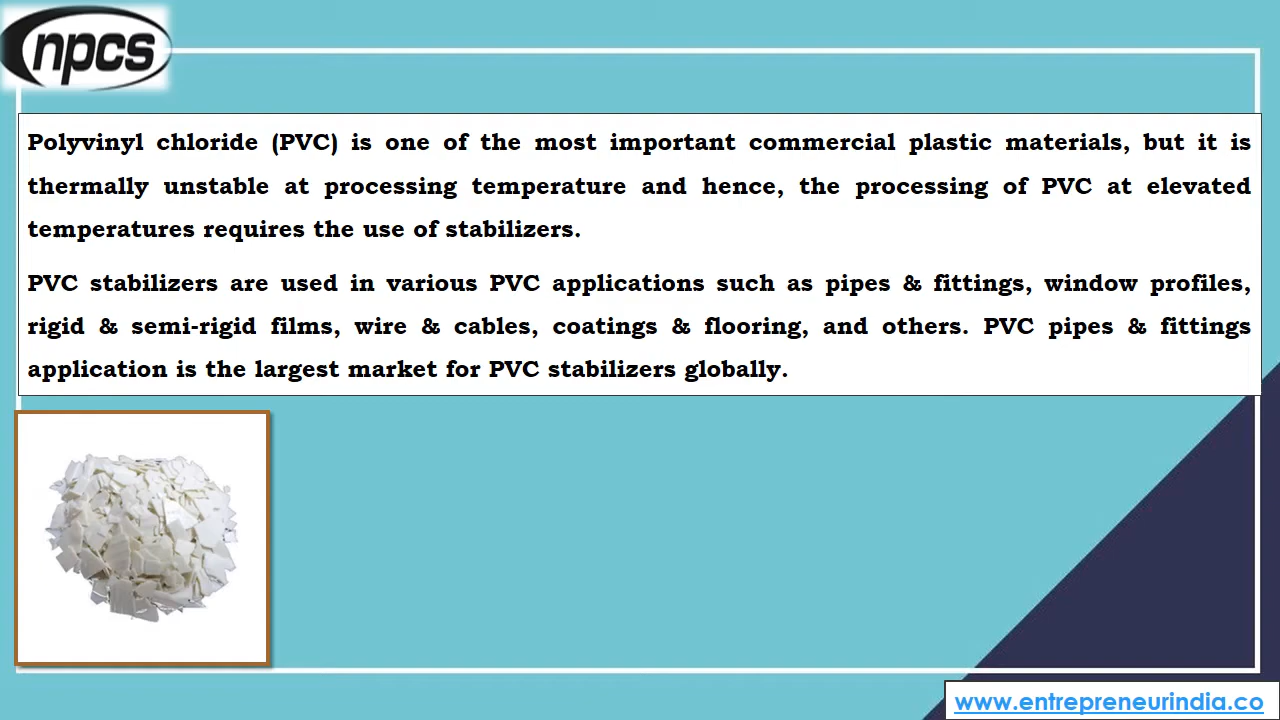 npcs
Polyvinyl chloride (PVC) is one of the most important commercial plastic materials, but it is
thermally unstable at processing temperature and hence, the processing of PVC at elevated
temperatures requires the use of stabilizers.
PVC stabilizers are used in various PVC applications such as pipes & fittings, window profiles,
rigid & semi-rigid films, wire & cables, coatings & flooring, and others. PVC pipes & fittings
application is the largest market for PVC stabilizers globally.
www.entrepreneurindia.co